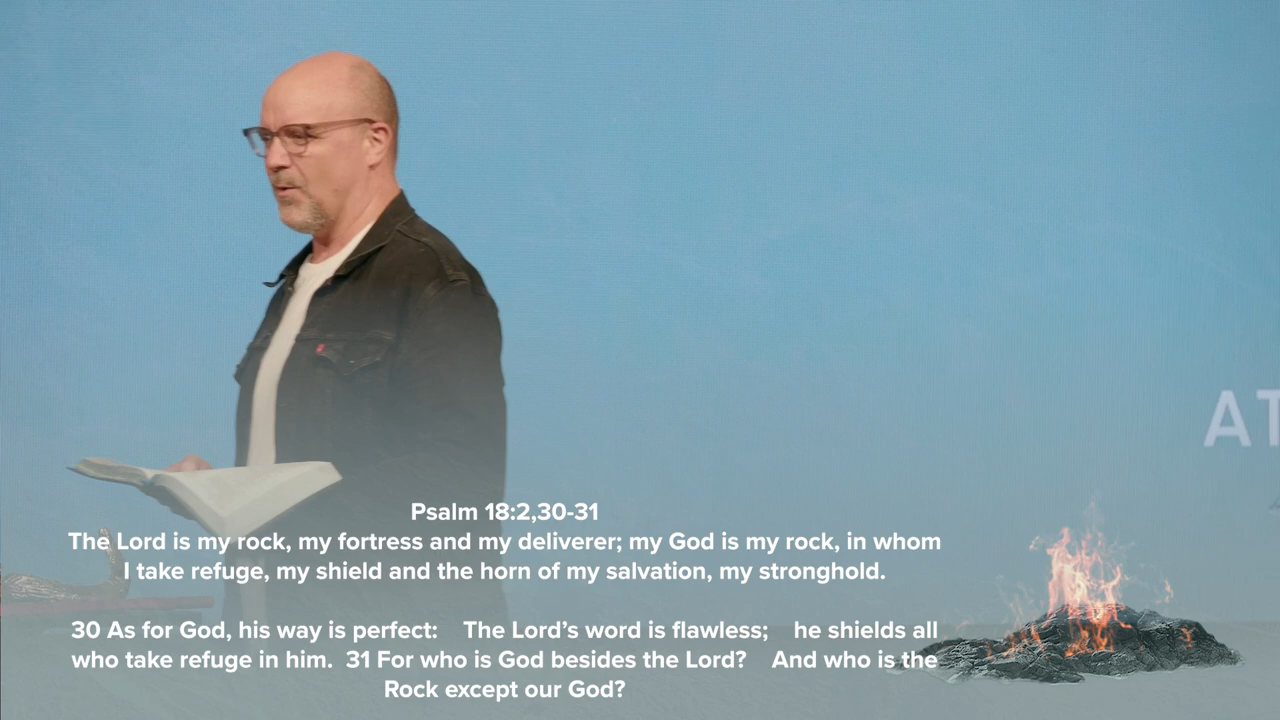 AT
Psalm 18:2,30-31
The Lord is my rock, my fortress and my deliverer; my God is my rock, in whom
I take refuge, my shield and the horn of my salvation, my stronghold.
30 As for God, his way is perfect: The Lord’s word is flawless; he shields all
who take refuge in him. 31 For who is God besides the Lord? And who is the
Rock except our God?